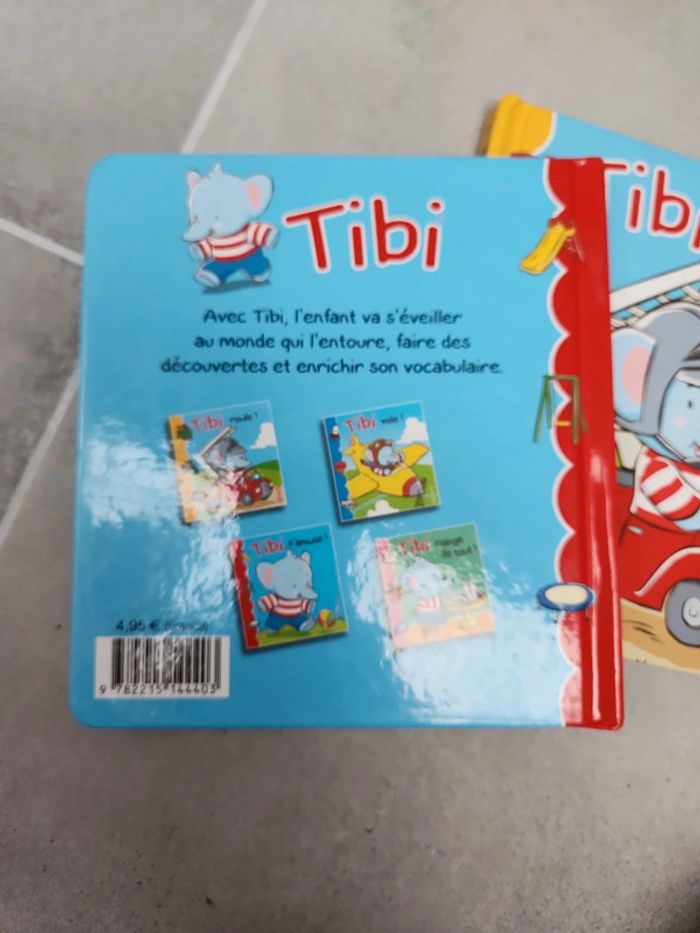 Tibi
Tibi
Avec Tibi, l'enfant va s'éveiller
au monde qui l'entoure, faire des
découvertes et enrichir son vocabulaire.
Tibi roule !
Tibi vole !
Tibi s'amuse !
Tibi mange
de tout !
4,95 € (France)
9 782215 144403